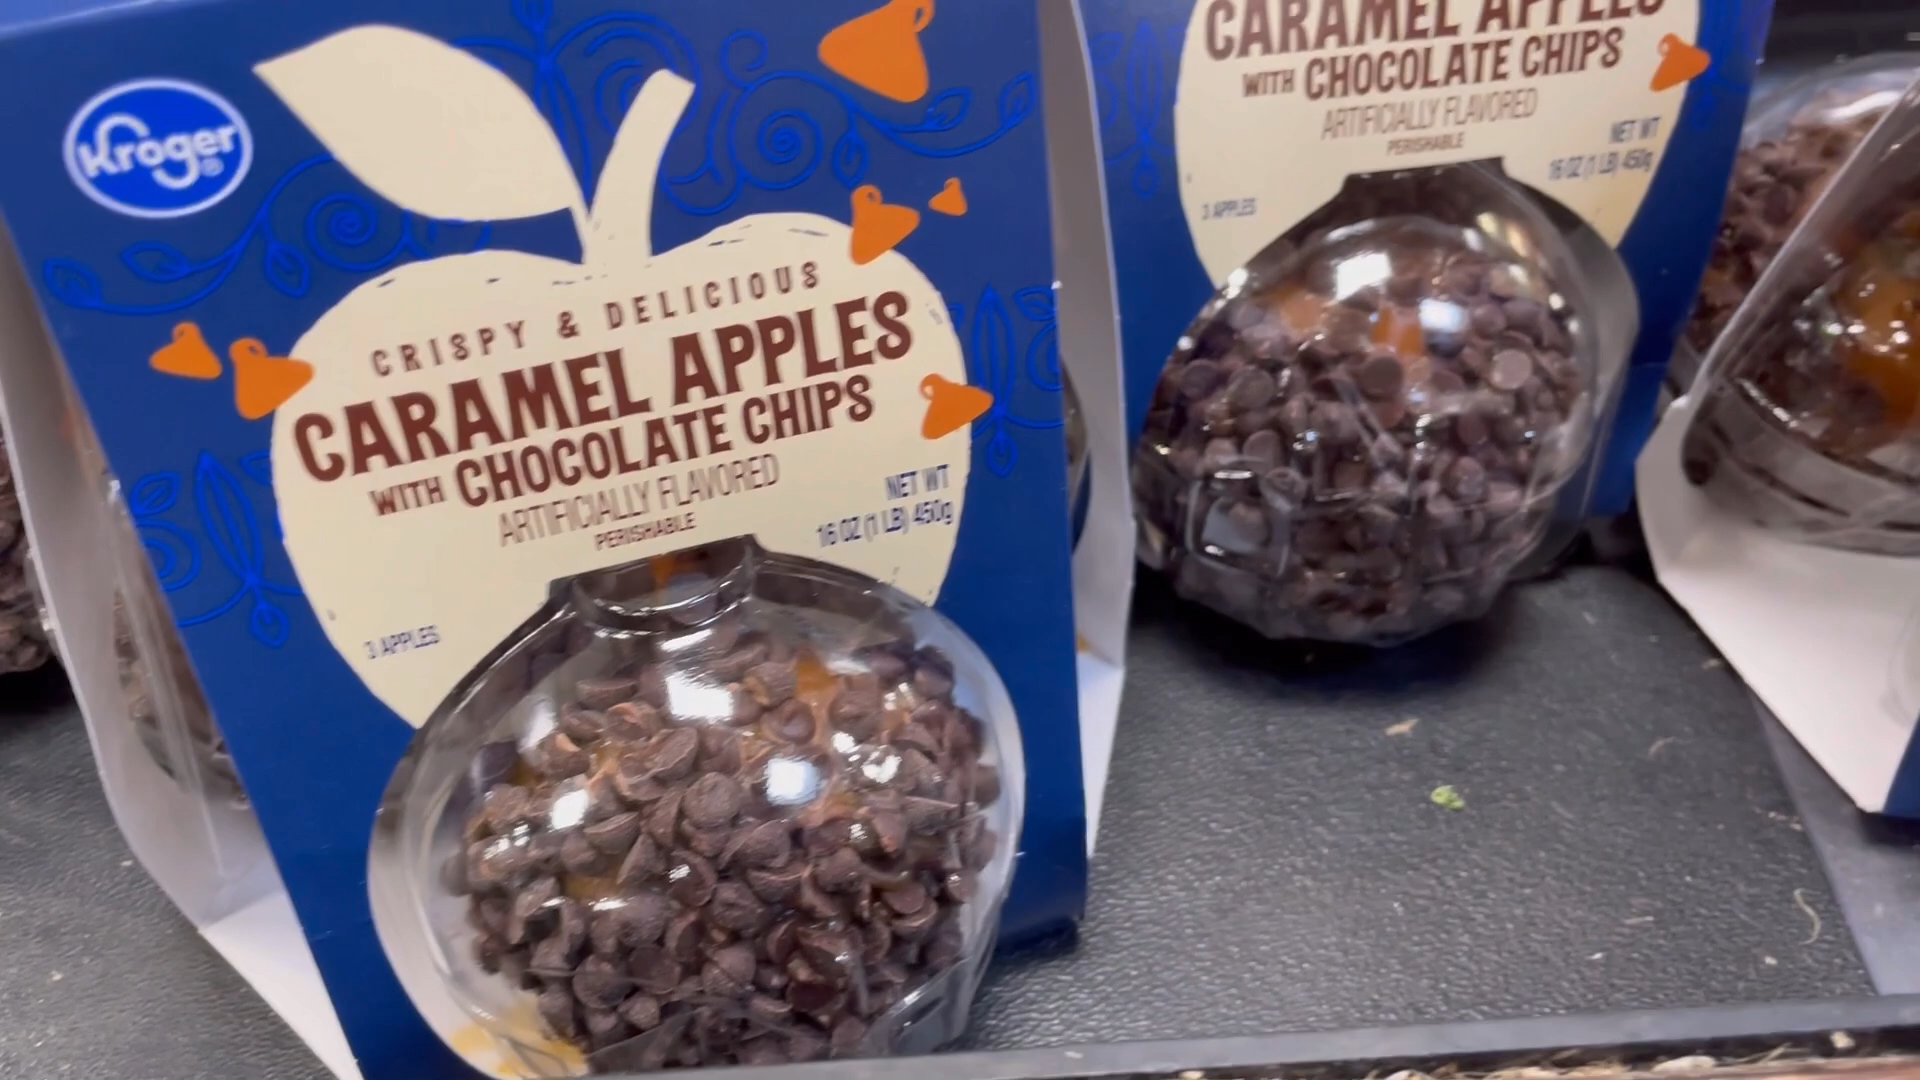 Kroger
CRISPY & DELICIOUS
CARAMEL APPLES
WITH CHOCOLATE CHIPS
ARTIFICIALLY FLAVORED
PERISHABLE
NET WT
16 OZ (1 LB) 450g
3 APPLES
CARAMEL APPLES
WITH CHOCOLATE CHIPS
ARTIFICIALLY FLAVORED
PERISHABLE
NET WT
16 OZ (1 LB) 450g
3 APPLES